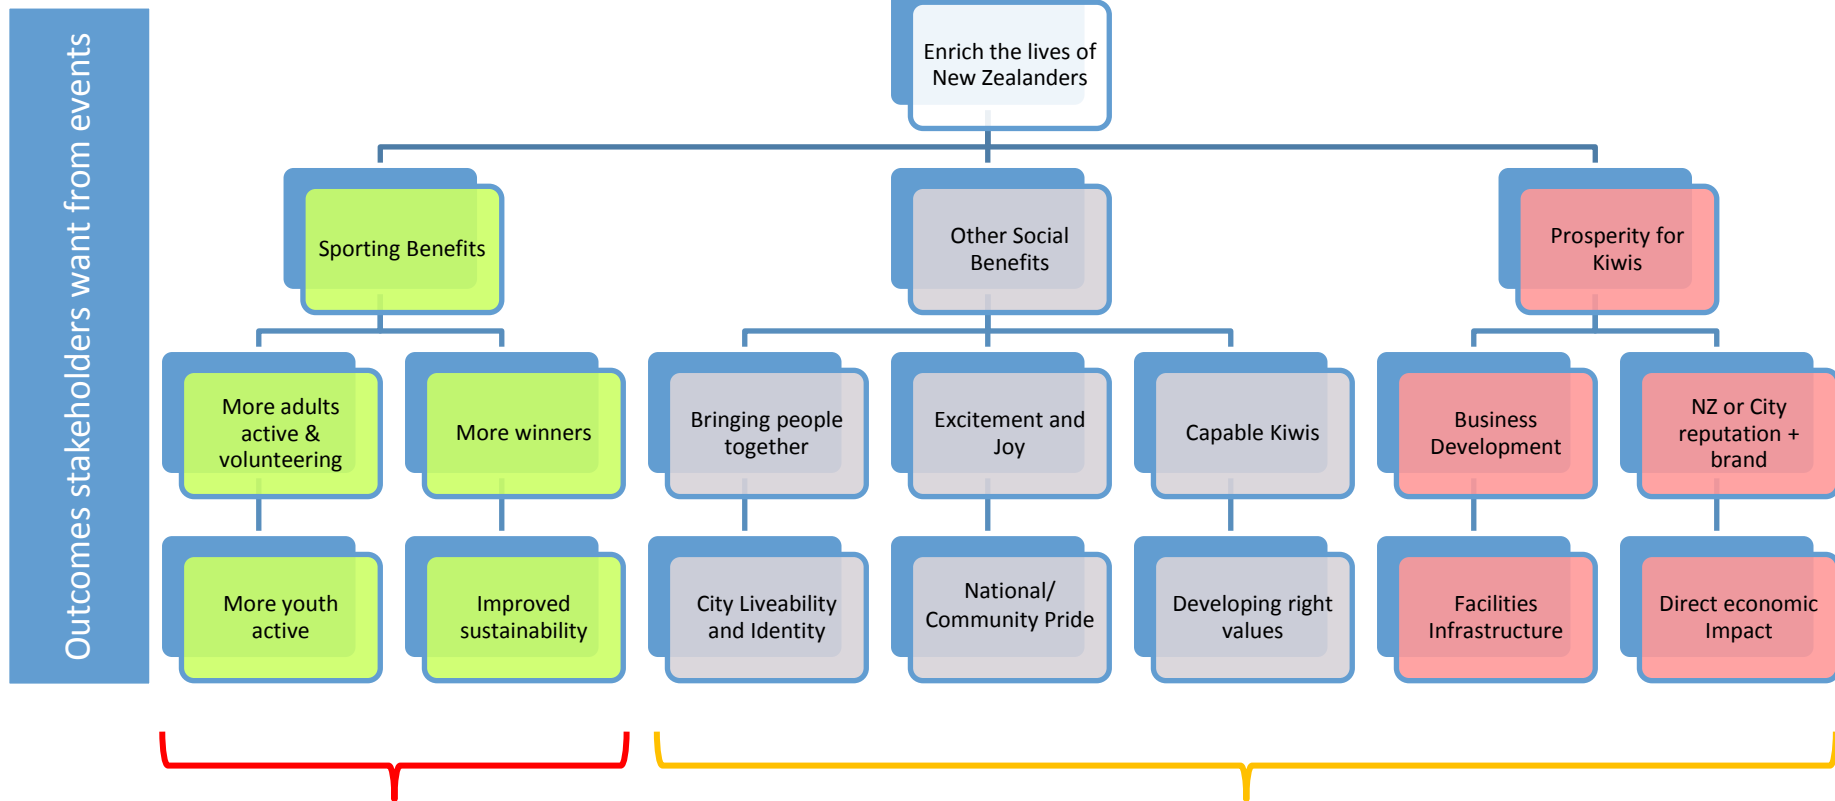 Outcomes stakeholders want from events
Enrich the lives of
New Zealanders
Sporting Benefits
Other Social
Benefits
Prosperity for
Kiwis
More adults
active &
volunteering
More winners
Bringing people
together
Excitement and
Joy
Capable Kiwis
Business
Development
NZ or City
reputation +
brand
More youth
active
Improved
sustainability
City Liveability
and Identity
National/
Community Pride
Developing right
values
Facilities
Infrastructure
Direct economic
Impact